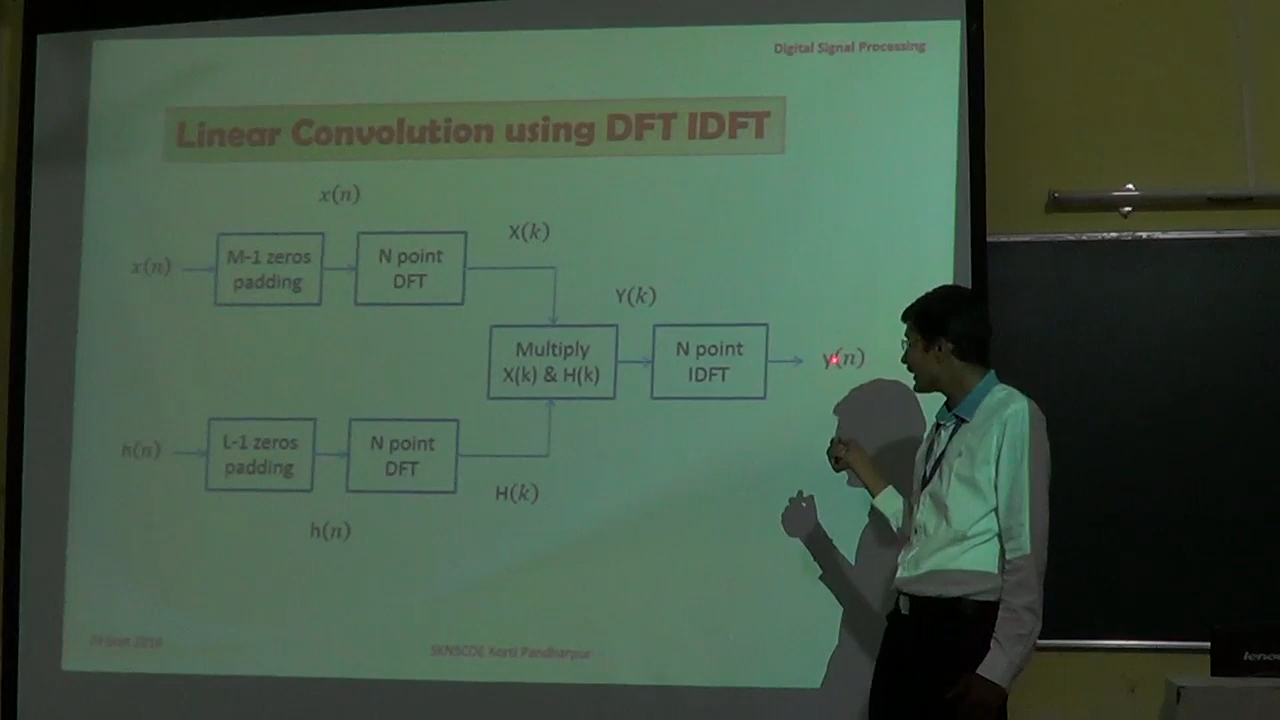 Digital Signal Processing
Linear Convolution using DFT IDFT
x(n)
x(n)
M-1 zeros
padding
N point
DFT
X(k)
Y(k)
Multiply
X(k) & H(k)
N point
IDFT
y(n)
h(n)
L-1 zeros
padding
N point
DFT
H(k)
h(n)
SKNSCOE Korti Pandharpur